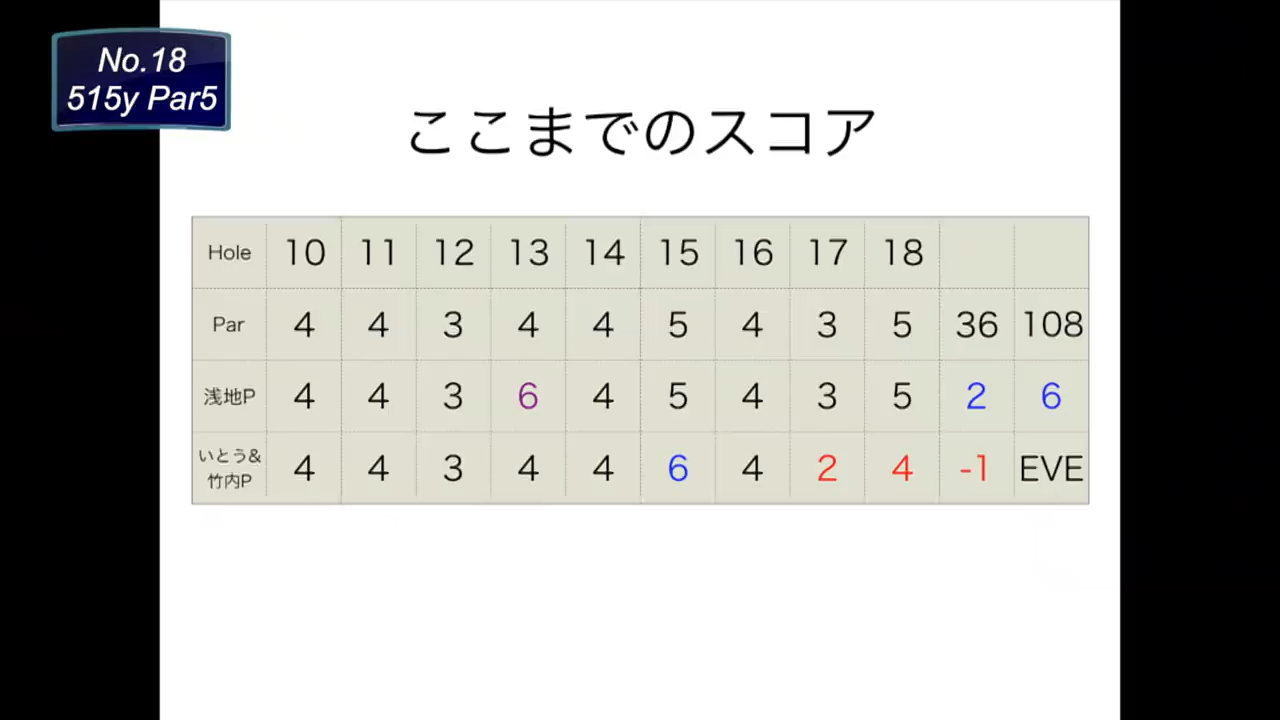 No.18
515y Par5
ここまでのスコア
Hole 10 11 12 13 14 15 16 17 18
Par 4 4 3 4 4 5 4 3 5 36 108
浅地P 4 4 3 6 4 5 4 3 5 2 6
いとう&
竹内P 4 4 3 4 4 6 4 2 4 -1 EVE